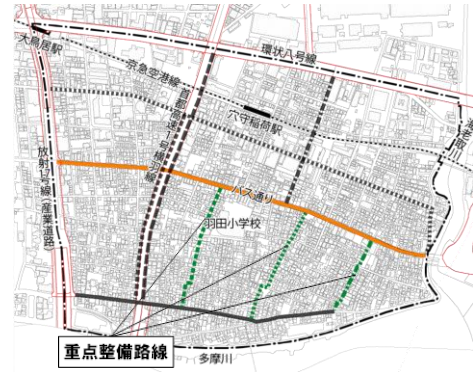 大鳥居駅
環状八号線
京急空港線
首都高速1号横羽線
穴守稲荷駅
海老取川
放射17号線(産業道路)
バス通り
羽田小学校
重点整備路線
多摩川